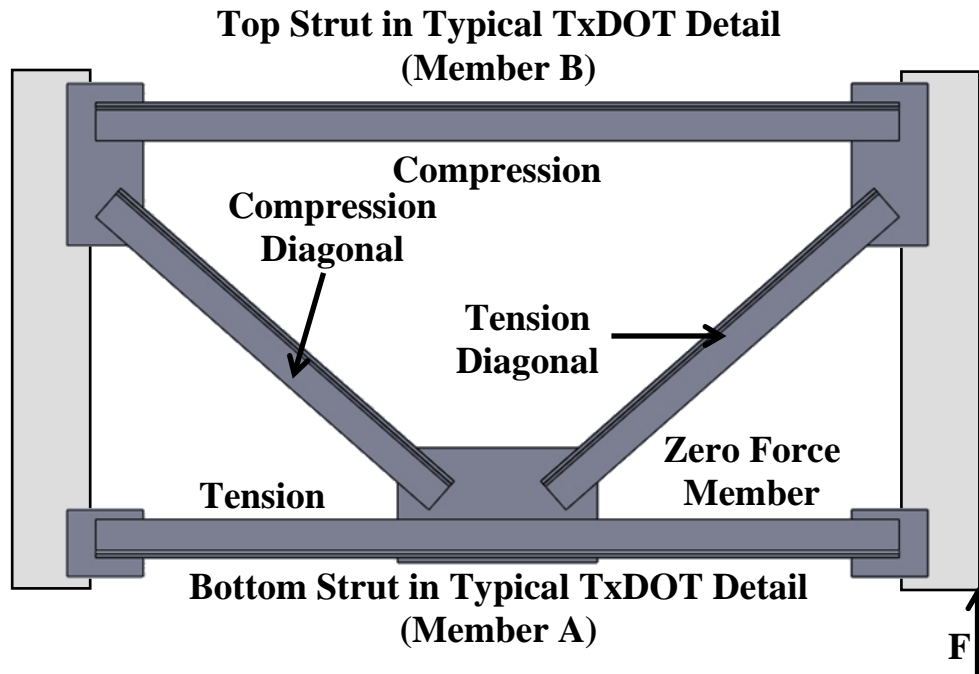 Top Strut in Typical TxDOT Detail
(Member B)
Compression
Compression
Diagonal
Tension
Diagonal
Zero Force
Member
Tension
Bottom Strut in Typical TxDOT Detail
(Member A)
F